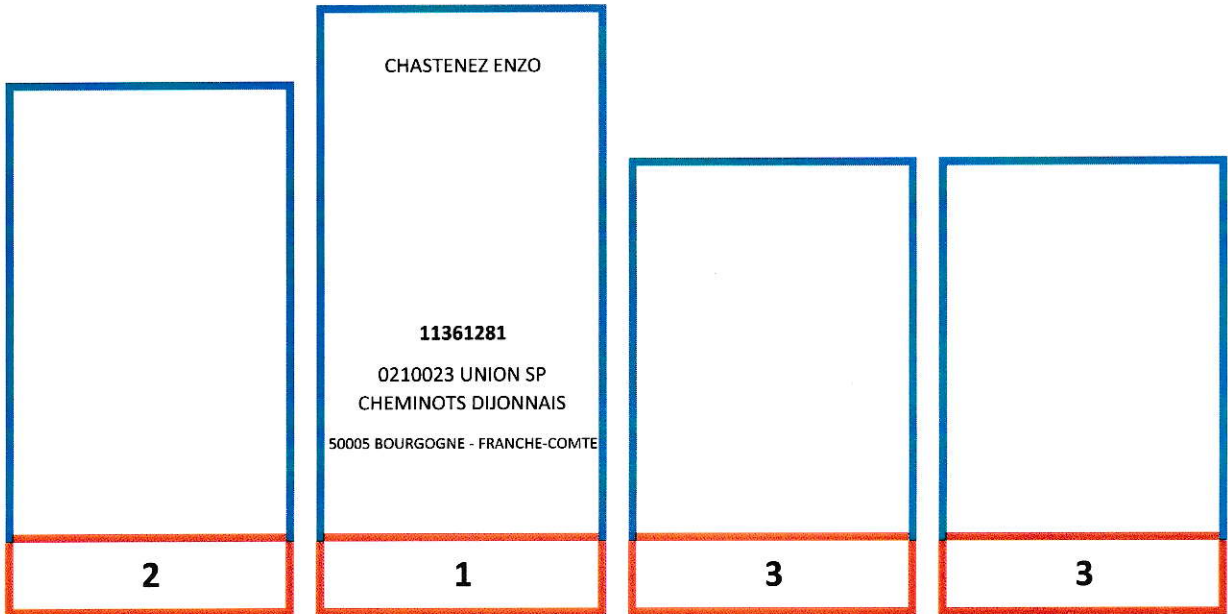 CHASTENEZ ENZO
11361281
0210023 UNION SP
CHEMINOTS DIJONNAIS
50005 BOURGOGNE - FRANCHE-COMTE
2
1
3
3